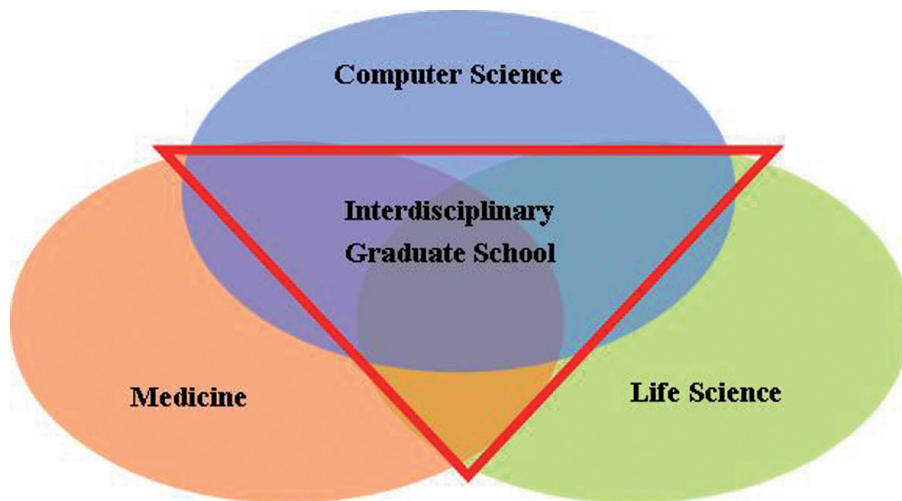 Computer Science
Interdisciplinary
Graduate School
Medicine
Life Science